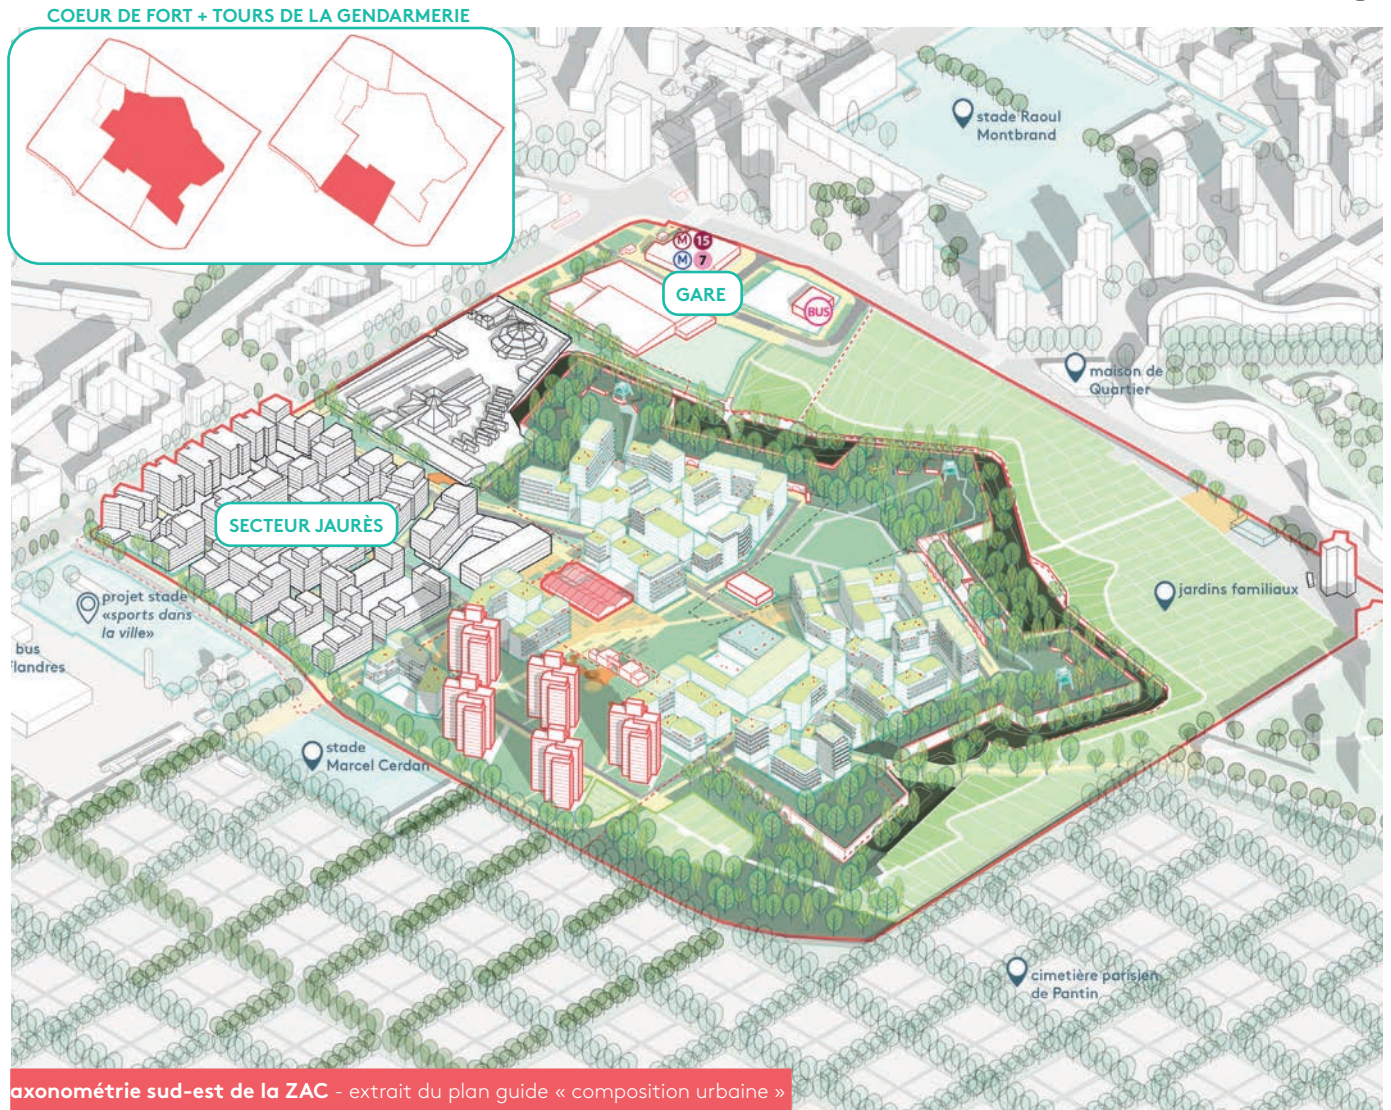 COEUR DE FORT + TOURS DE LA GENDARMERIE
stade Raoul
Montbrand
M 15
M 7
GARE
BUS
maison de
Quartier
SECTEUR JAURÈS
jardins familiaux
projet stade
«sports dans
la ville»
bus
Flandres
stade
Marcel Cerdan
cimetière parisien
de Pantin
axonométrie sud-est de la ZAC - extrait du plan guide « composition urbaine »